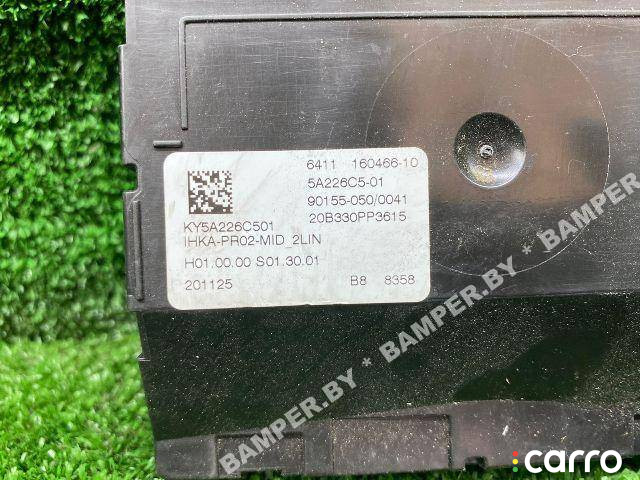 6411 160466-10
5A226C5-01
90155-050/0041
20B330PP3615
KY5A226C501
IHKA-PR02-MID_2LIN
H01.00.00 S01.30.01
201125 B8 8358
BAMPER.BY * BAMPER.BY * BAMPER.BY
carro